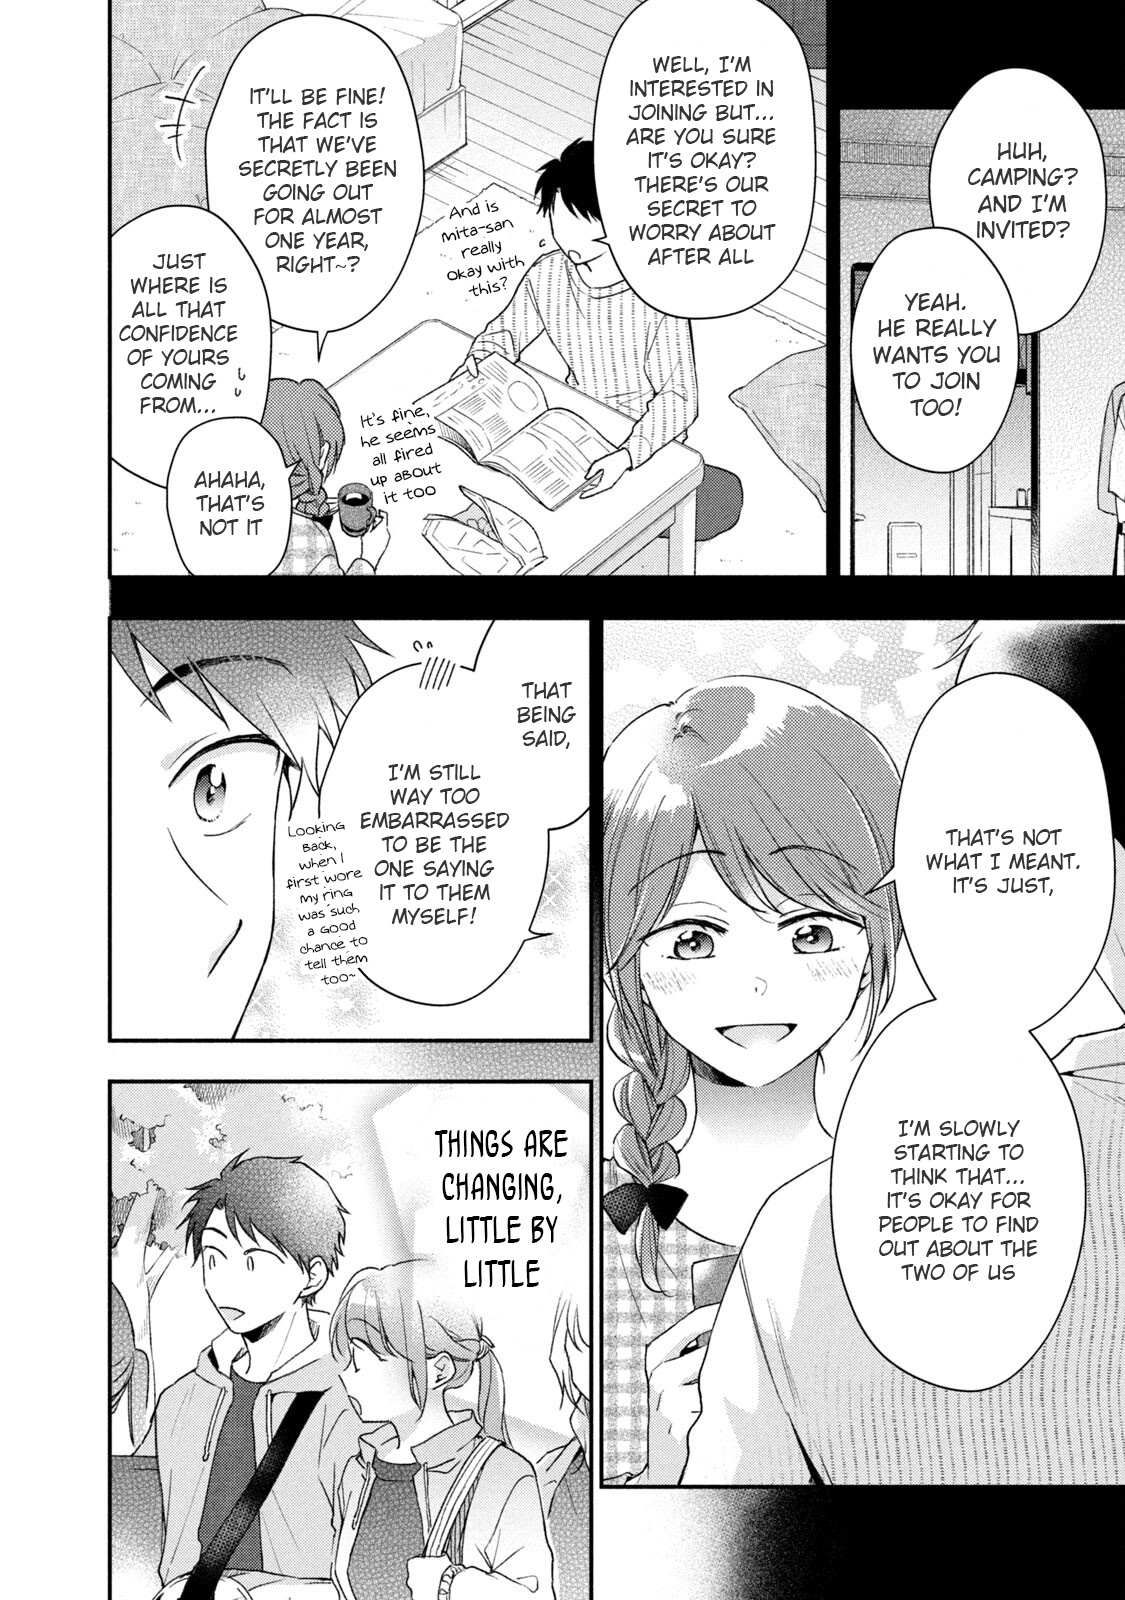 HUH,
CAMPING?
AND I'M
INVITED?
YEAH.
HE REALLY
WANTS YOU
TO JOIN
TOO!
WELL, I'M
INTERESTED IN
JOINING BUT...
ARE YOU SURE
IT'S OKAY?
THERE'S OUR
SECRET TO
WORRY ABOUT
AFTER ALL
And is
mita-san
really
okay with
this?
IT'LL BE FINE!
THE FACT IS
THAT WE'VE
SECRETLY BEEN
GOING OUT
FOR ALMOST
ONE YEAR,
RIGHT~?
It's fine,
he seems
all fired
up about
it too
JUST
WHERE IS
ALL THAT
CONFIDENCE
OF YOURS
COMING
FROM...
AHAHA,
THAT'S
NOT IT
THAT'S NOT
WHAT I MEANT.
IT'S JUST,
I'M SLOWLY
STARTING TO
THINK THAT...
IT'S OKAY FOR
PEOPLE TO FIND
OUT ABOUT THE
TWO OF US
THAT
BEING
SAID,
I'M STILL
WAY TOO
EMBARRASSED
TO BE THE
ONE SAYING
IT TO THEM
MYSELF!
Looking
back,
when I
first wore
my ring
was such
a good
chance to
tell them
too~
THINGS ARE
CHANGING,
LITTLE BY
LITTLE